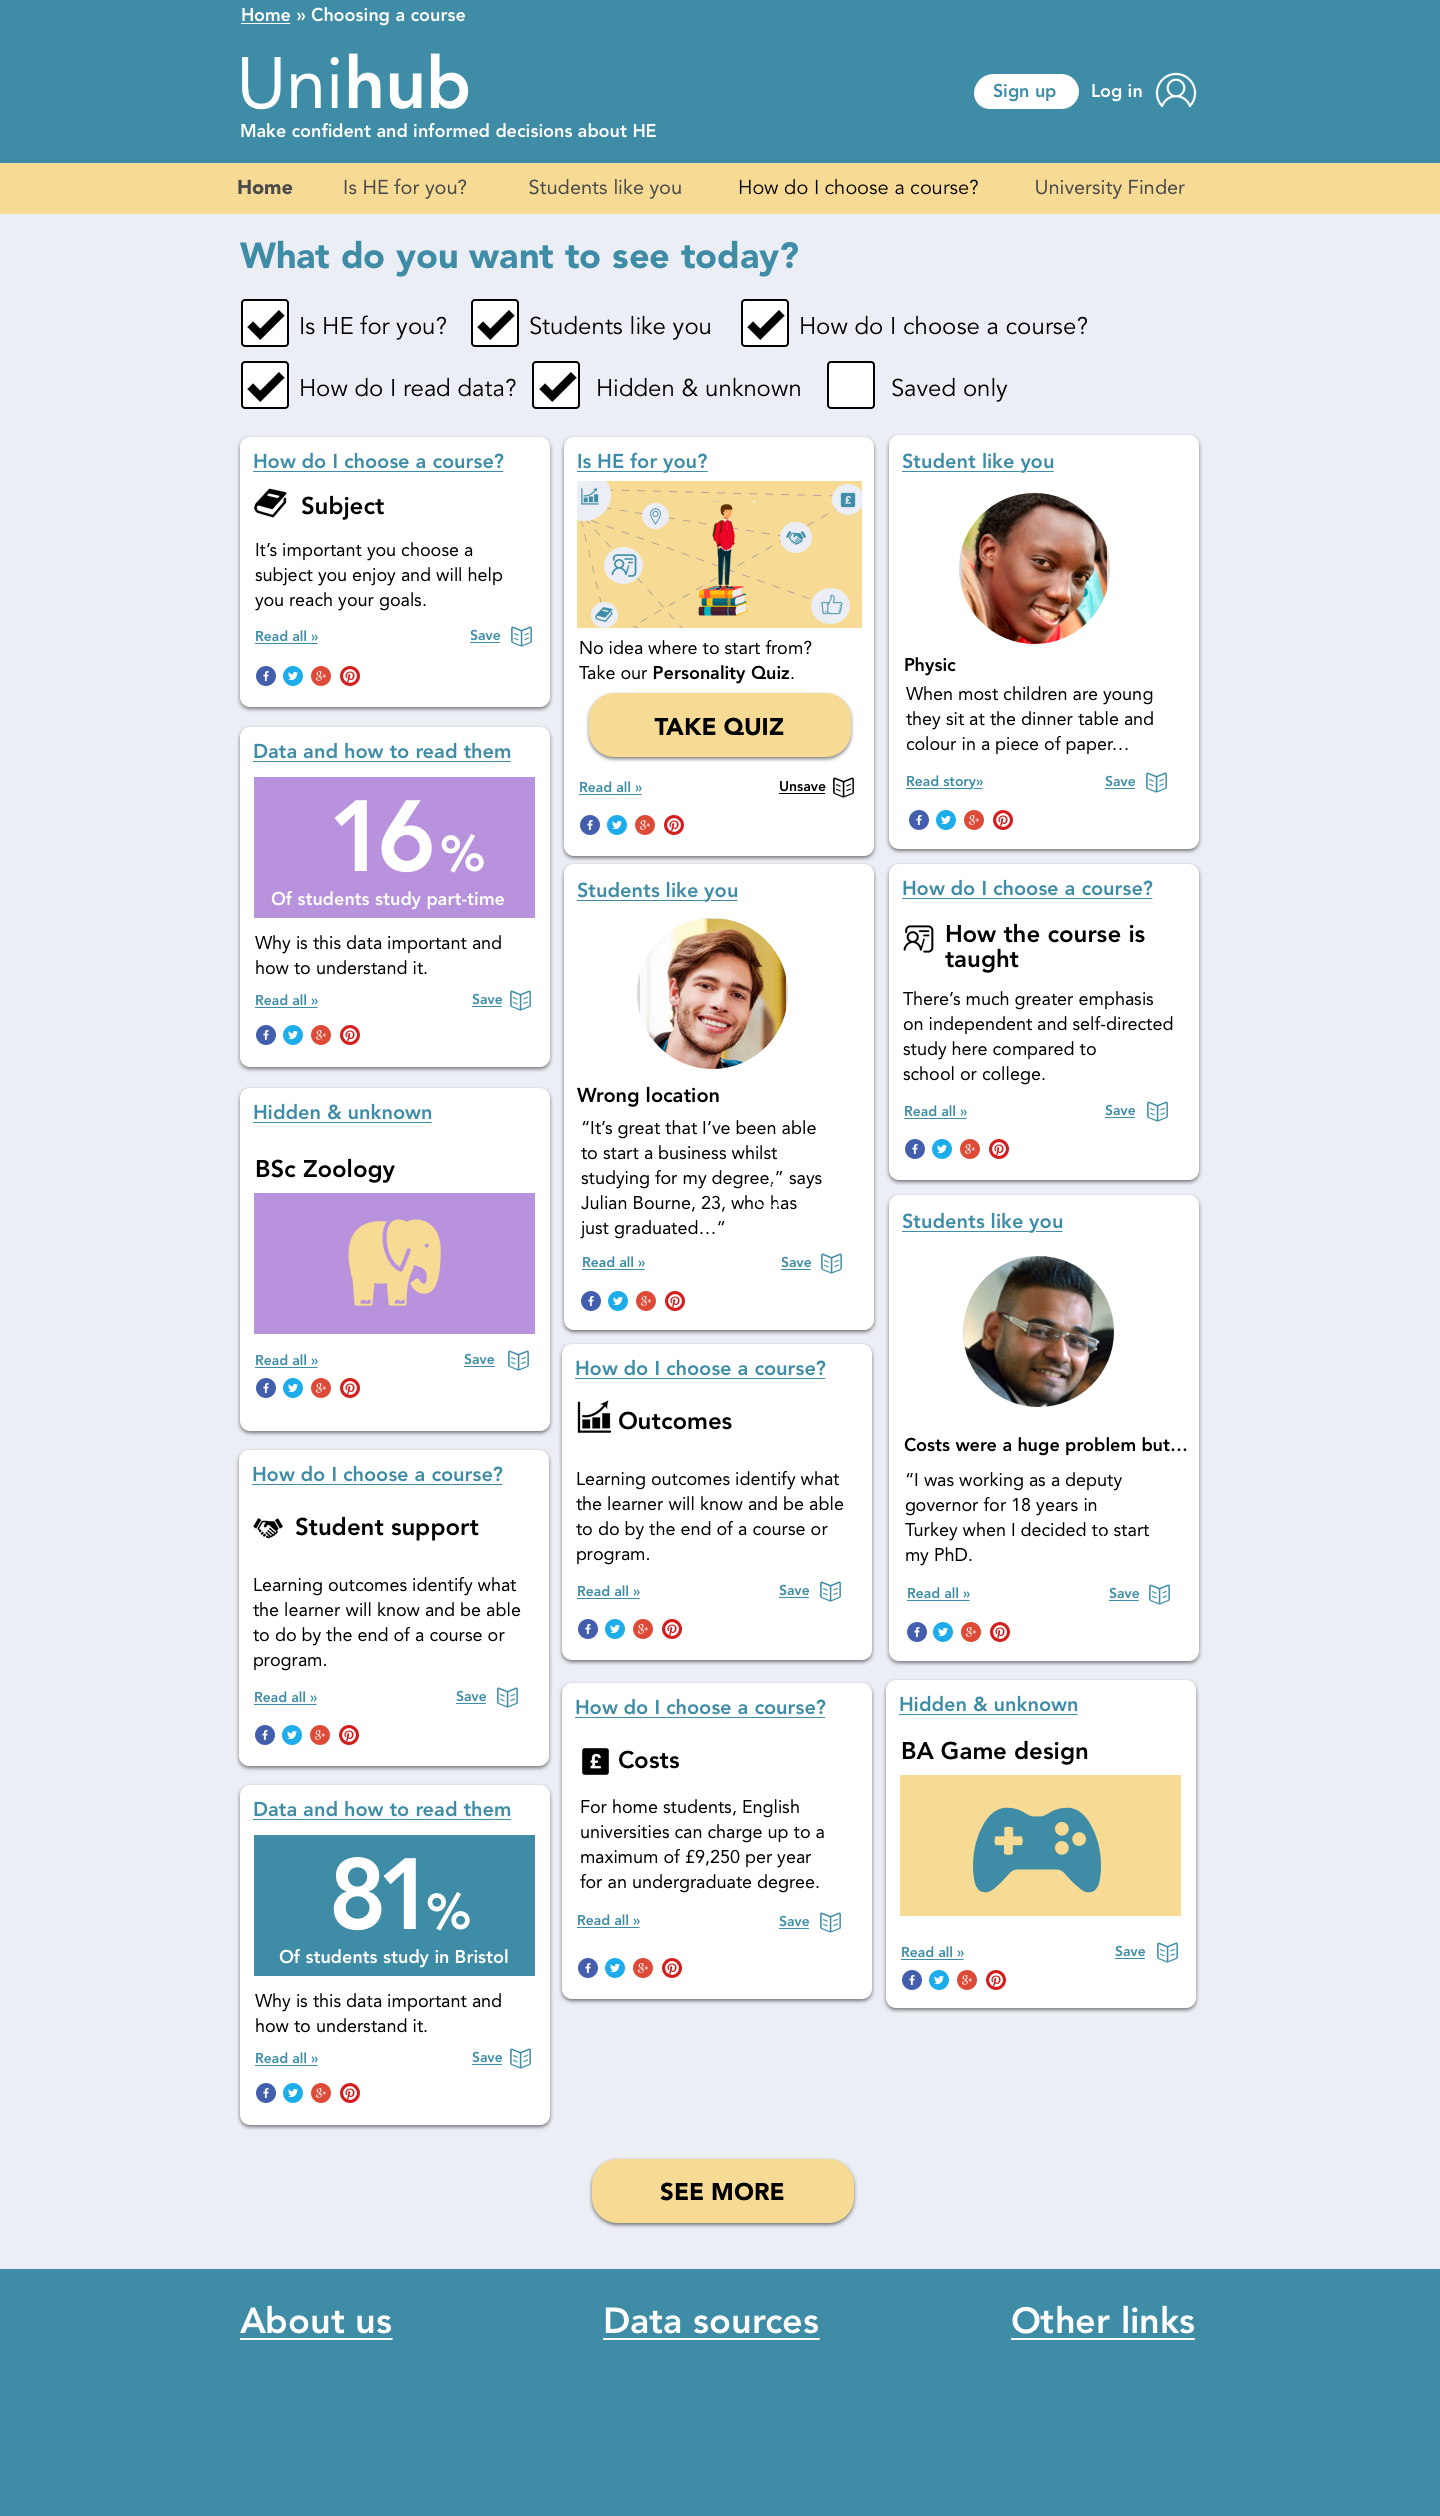 Home » Choosing a course
Unihub
Make confident and informed decisions about HE
Sign up
Log in
Home
Is HE for you?
Students like you
How do I choose a course?
University Finder
What do you want to see today?
Is HE for you?
Students like you
How do I choose a course?
How do I read data?
Hidden & unknown
Saved only
How do I choose a course?
Subject
It’s important you choose a
subject you enjoy and will help
you reach your goals.
Read all »
Save
Data and how to read them
16%
Of students study part-time
Why is this data important and
how to understand it.
Read all »
Save
Hidden & unknown
BSc Zoology
Read all »
Save
How do I choose a course?
Student support
Learning outcomes identify what
the learner will know and be able
to do by the end of a course or
program.
Read all »
Save
Data and how to read them
81%
Of students study in Bristol
Why is this data important and
how to understand it.
Read all »
Save
Is HE for you?
No idea where to start from?
Take our Personality Quiz.
TAKE QUIZ
Read all »
Unsave
Students like you
Wrong location
“It’s great that I’ve been able
to start a business whilst
studying for my degree,” says
Julian Bourne, 23, who has
just graduated…“
Read all »
Save
How do I choose a course?
Outcomes
Learning outcomes identify what
the learner will know and be able
to do by the end of a course or
program.
Read all »
Save
How do I choose a course?
£ Costs
For home students, English
universities can charge up to a
maximum of £9,250 per year
for an undergraduate degree.
Read all »
Save
Student like you
Physic
When most children are young
they sit at the dinner table and
colour in a piece of paper…
Read story»
Save
How do I choose a course?
How the course is
taught
There’s much greater emphasis
on independent and self-directed
study here compared to
school or college.
Read all »
Save
Students like you
Costs were a huge problem but…
“I was working as a deputy
governor for 18 years in
Turkey when I decided to start
my PhD.
Read all »
Save
Hidden & unknown
BA Game design
Read all »
Save
SEE MORE
About us
Data sources
Other links